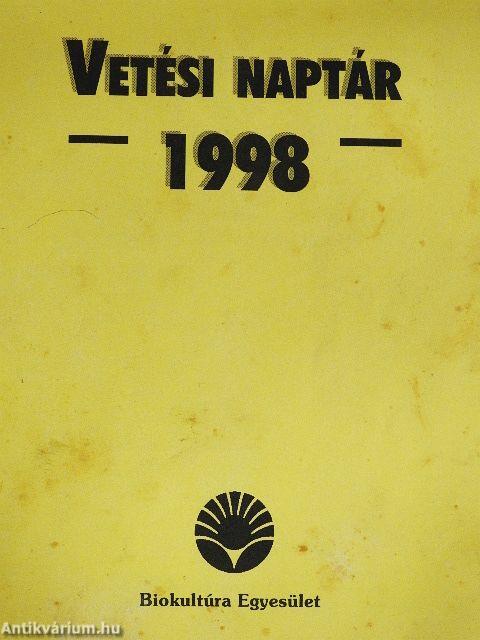 VETÉSI NAPTÁR
— 1998 —
Biokultúra Egyesület
Antikvárium.hu